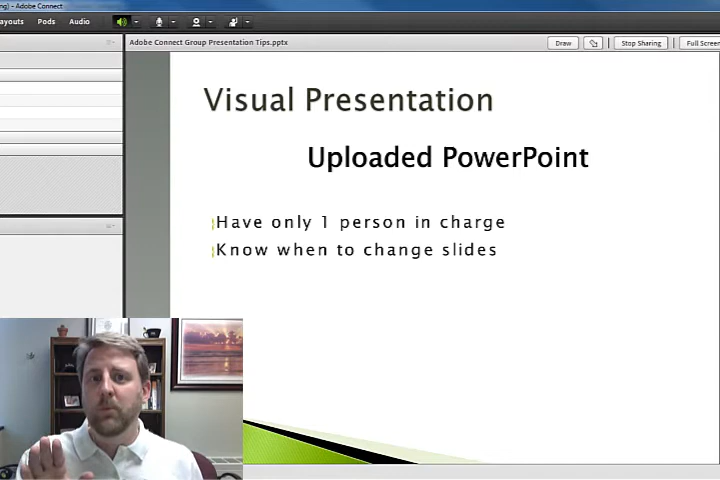 ng) - Adobe Connect
ayouts Pods Audio
Adobe Connect Group Presentation Tips.pptx
Draw Stop Sharing Full Screen
Visual Presentation
Uploaded PowerPoint
Have only 1 person in charge
Know when to change slides